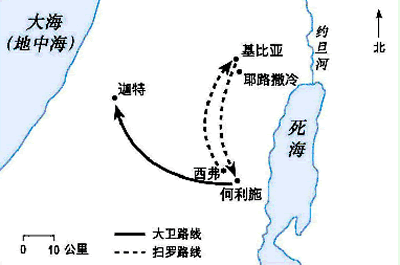 大海
(地中海)
约旦河
北
基比亚
耶路撒冷
迦特
死海
西弗
何利施
0 10 公里
大卫路线
扫罗路线